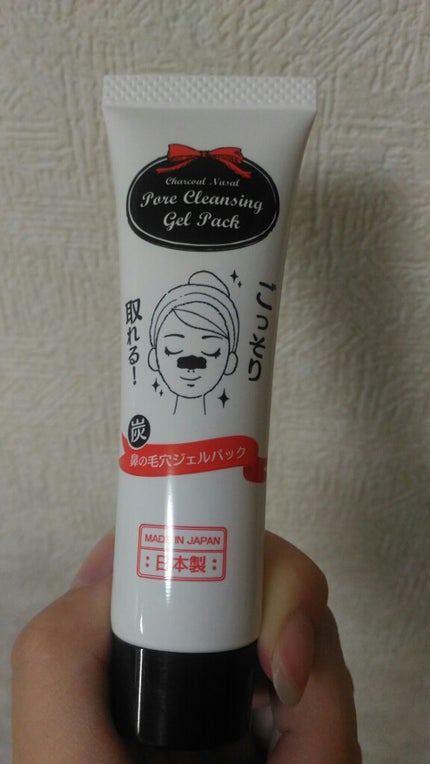 Charcoal Nasal
Pore Cleansing
Gel Pack
ごっそり
取れる!
炭
鼻の毛穴ジェルパック
MADE IN JAPAN
:日本製: